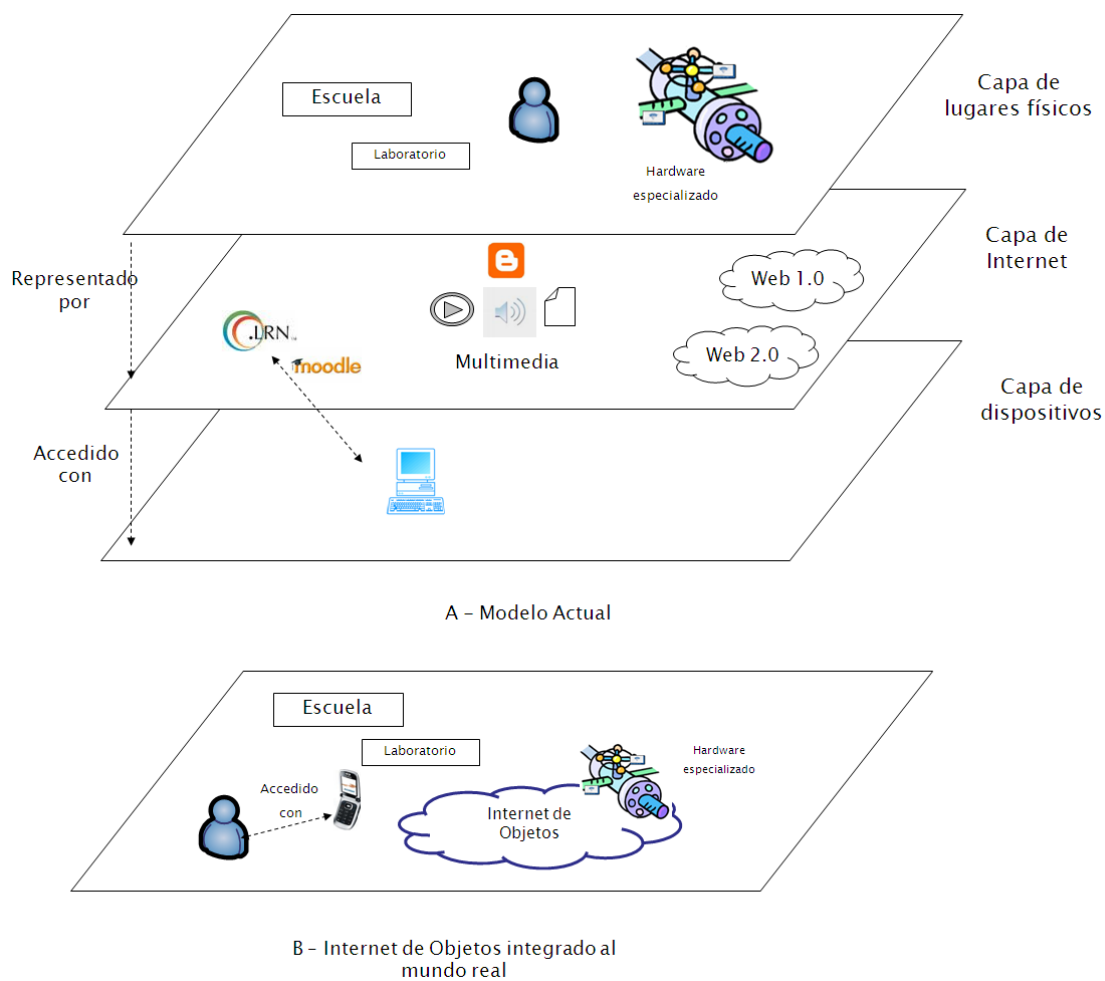 Escuela
Laboratorio
Hardware
especializado
Capa de
lugares físicos
Representado
por
Multimedia
.LRN
moodle
Web 1.0
Web 2.0
Capa de
Internet
Accedido
con
Capa de
dispositivos
A – Modelo Actual
Escuela
Laboratorio
Hardware
especializado
Accedido
con
Internet de
Objetos
B – Internet de Objetos integrado al
mundo real